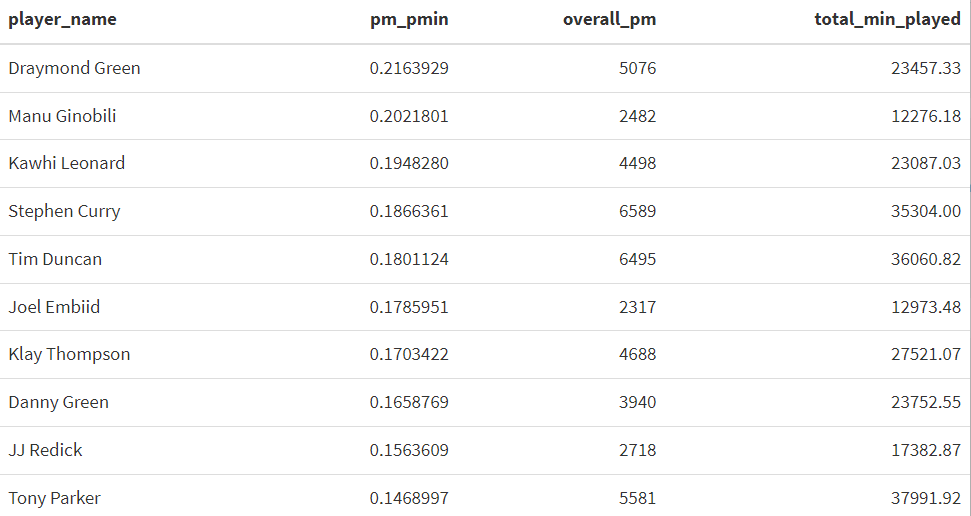 player_name pm_pmin overall_pm total_min_played
Draymond Green 0.2163929 5076 23457.33
Manu Ginobili 0.2021801 2482 12276.18
Kawhi Leonard 0.1948280 4498 23087.03
Stephen Curry 0.1866361 6589 35304.00
Tim Duncan 0.1801124 6495 36060.82
Joel Embiid 0.1785951 2317 12973.48
Klay Thompson 0.1703422 4688 27521.07
Danny Green 0.1658769 3940 23752.55
JJ Redick 0.1563609 2718 17382.87
Tony Parker 0.1468997 5581 37991.92